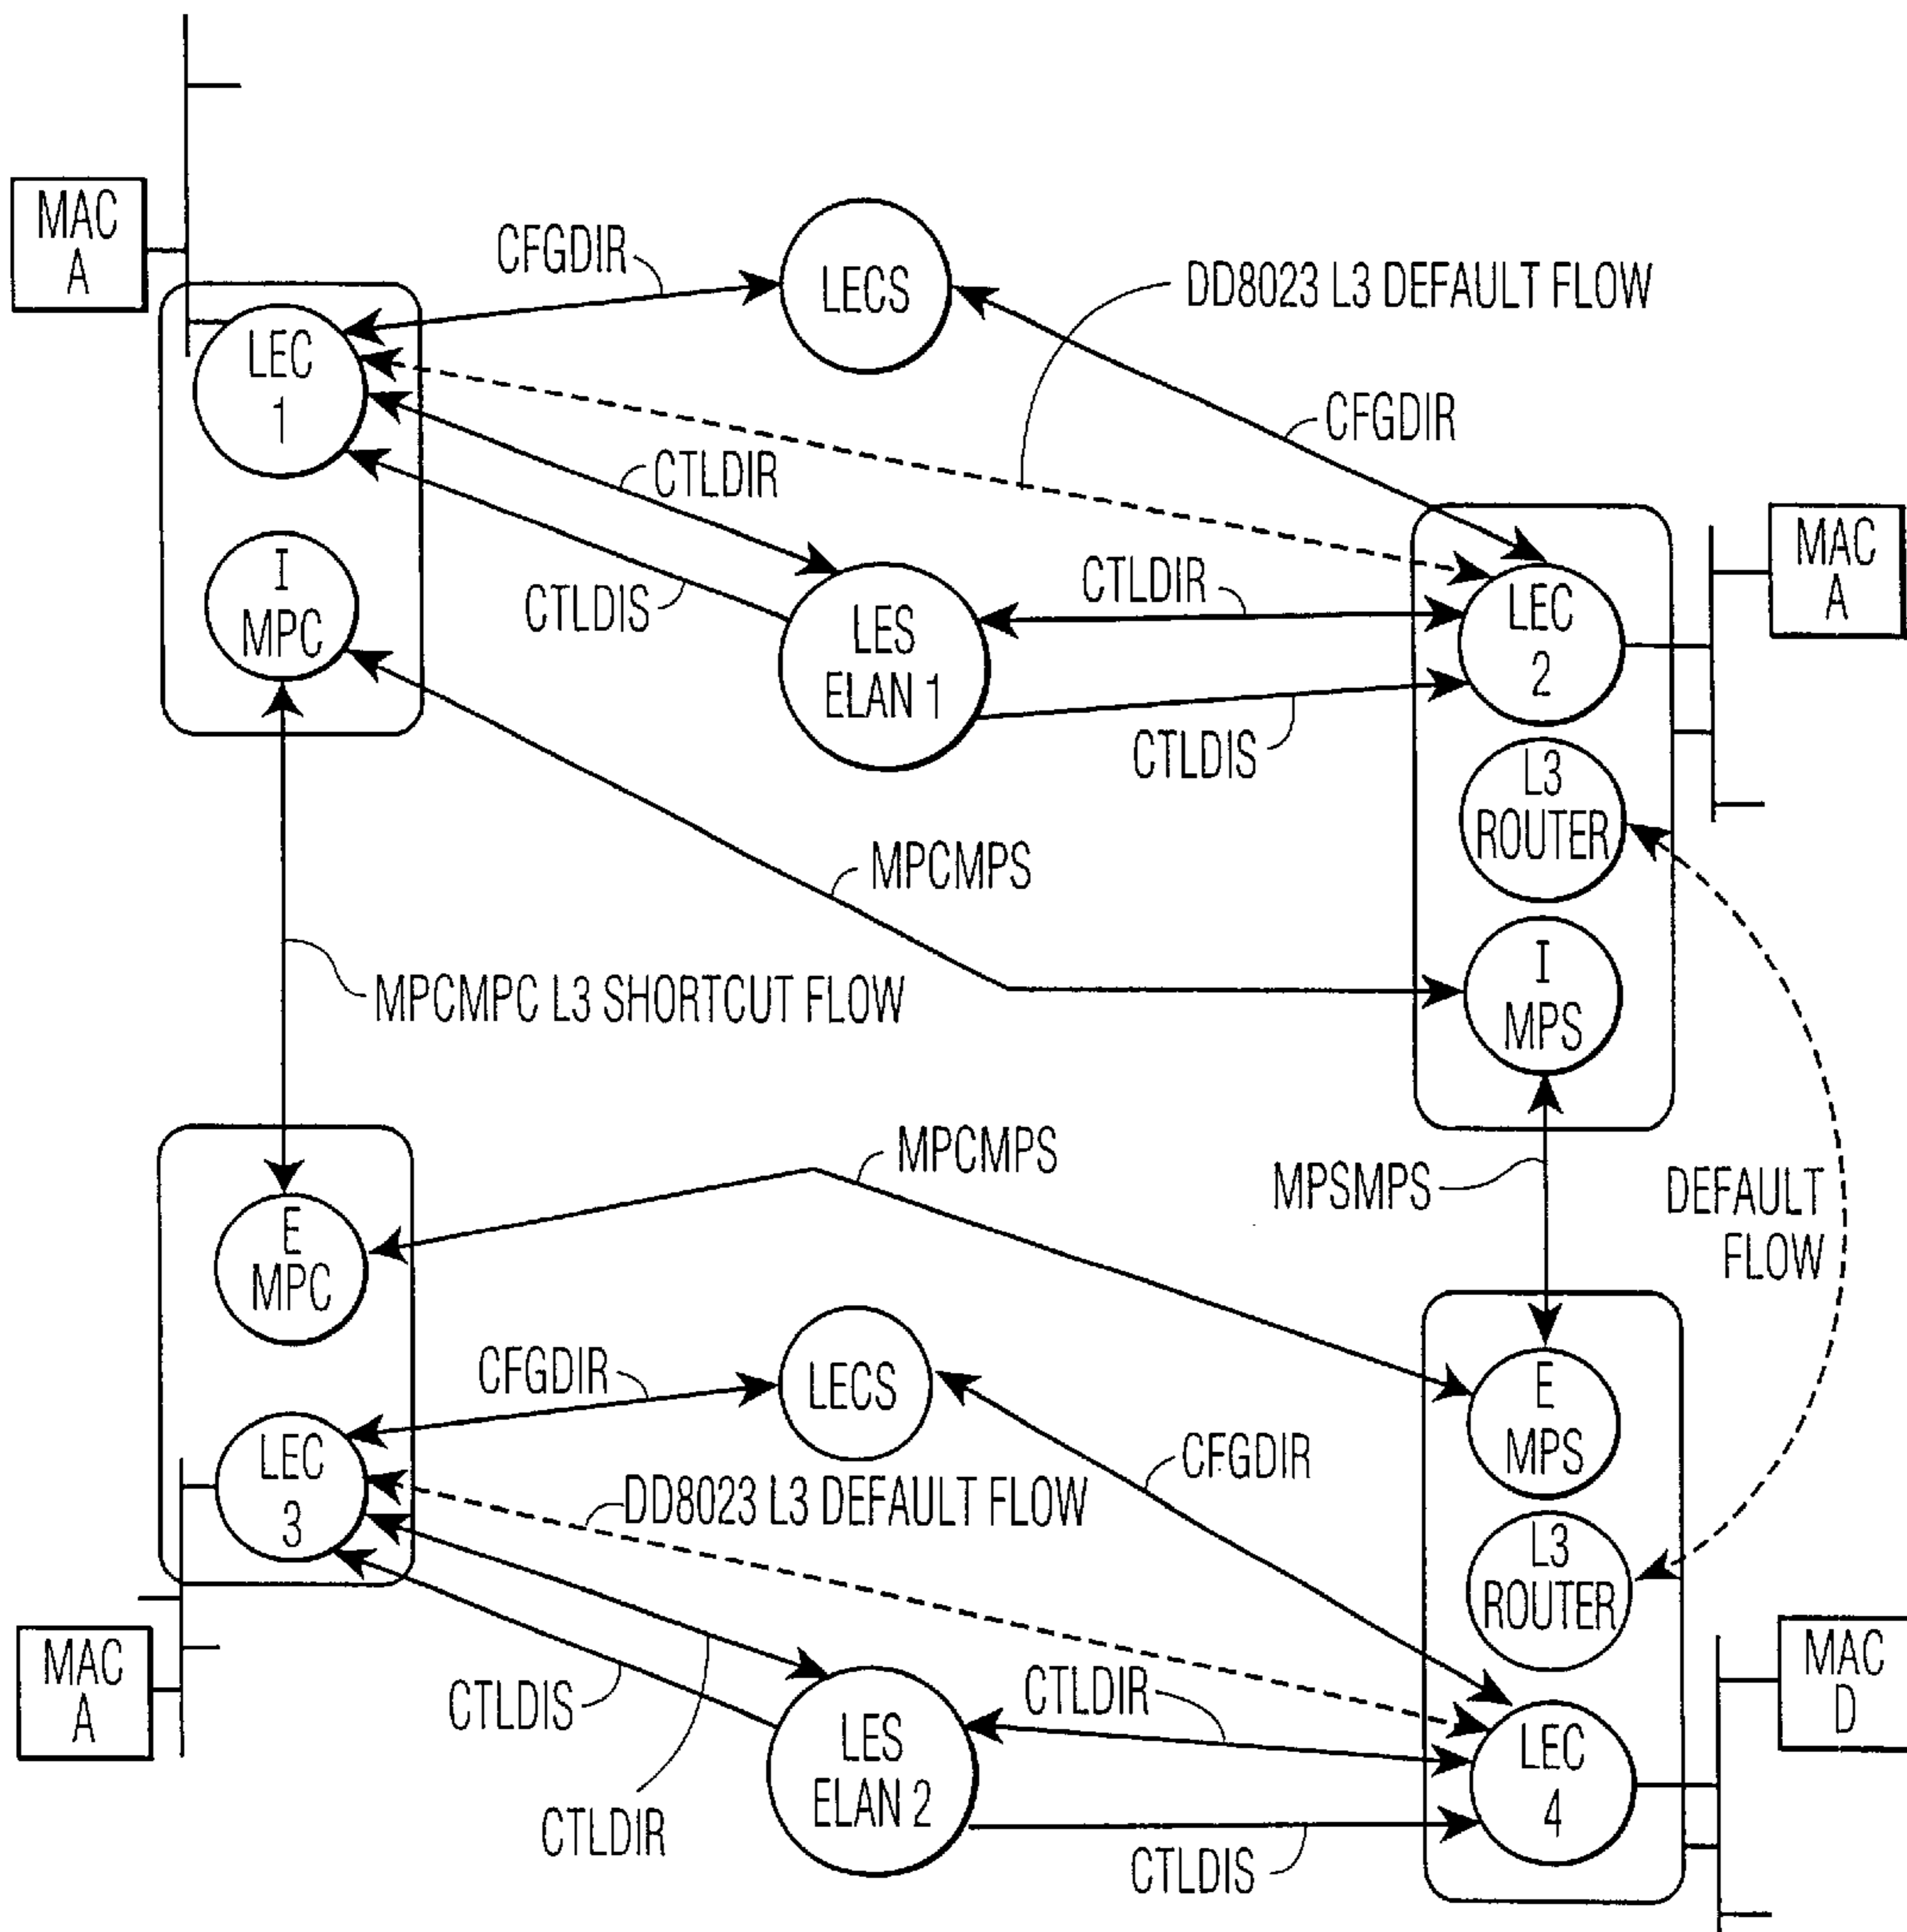 MAC
A
CFGDIR
LECS
DD8023 L3 DEFAULT FLOW
LEC
1
CFGDIR
CTLDIR
I
MPC
CTLDIS
LES
ELAN 1
CTLDIR
LEC
2
MAC
A
CTLDIS
L3
ROUTER
MPCMPS
I
MPS
MPCMPC L3 SHORTCUT FLOW
MPCMPS
MPSMPS
DEFAULT
FLOW
E
MPC
CFGDIR
LECS
E
MPS
CFGDIR
LEC
3
DD8023 L3 DEFAULT FLOW
L3
ROUTER
MAC
A
CTLDIS
CTLDIR
LES
ELAN 2
CTLDIR
LEC
4
MAC
D
CTLDIS